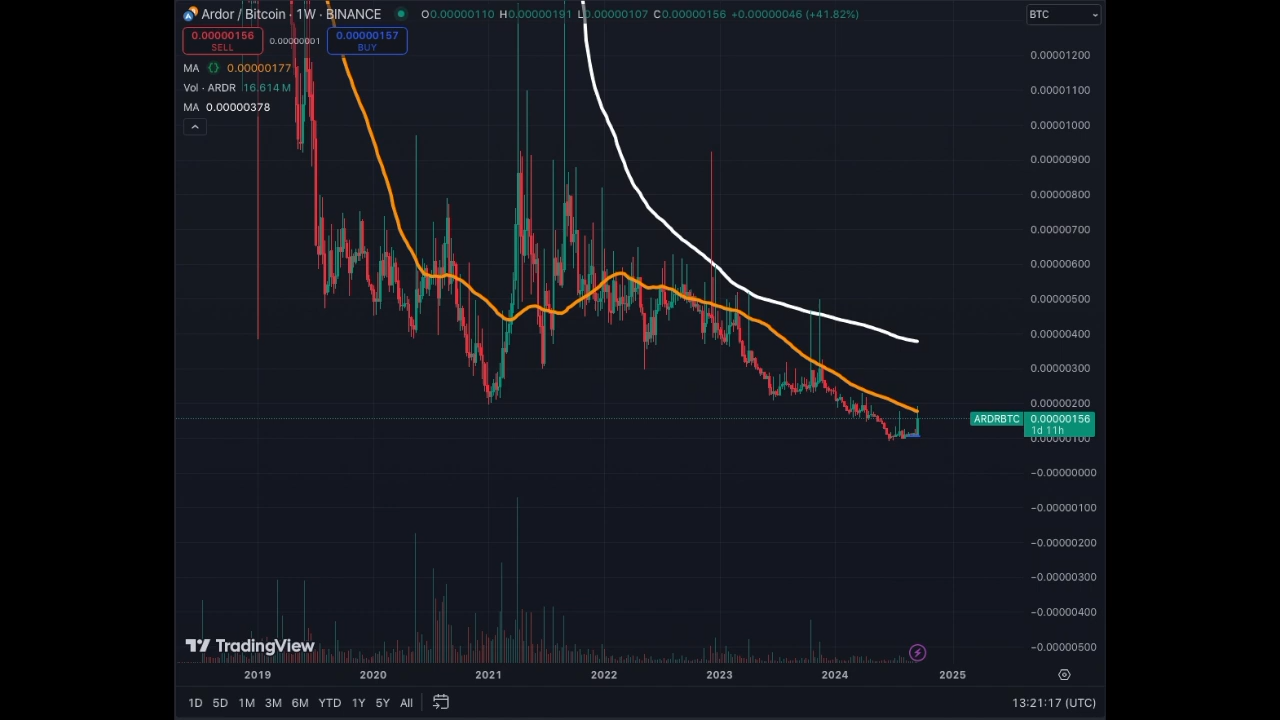 Ardor / Bitcoin · 1W · BINANCE O0.00000110 H0.00000191 L0.00000107 C0.00000156 +0.00000046 (+41.82%)
BTC
0.00000156 0.00000001 0.00000157
SELL BUY
MA 0.00000177
Vol · ARDR 16.614 M
MA 0.00000378
0.00001200
0.00001100
0.00001000
0.00000900
0.00000800
0.00000700
0.00000600
0.00000500
0.00000400
0.00000300
0.00000200
ARDRBTC 0.00000156
1d 11h
0.00000100
−0.00000000
−0.00000100
−0.00000200
−0.00000300
−0.00000400
−0.00000500
TradingView
2019 2020 2021 2022 2023 2024 2025
1D 5D 1M 3M 6M YTD 1Y 5Y All 13:21:17 (UTC)